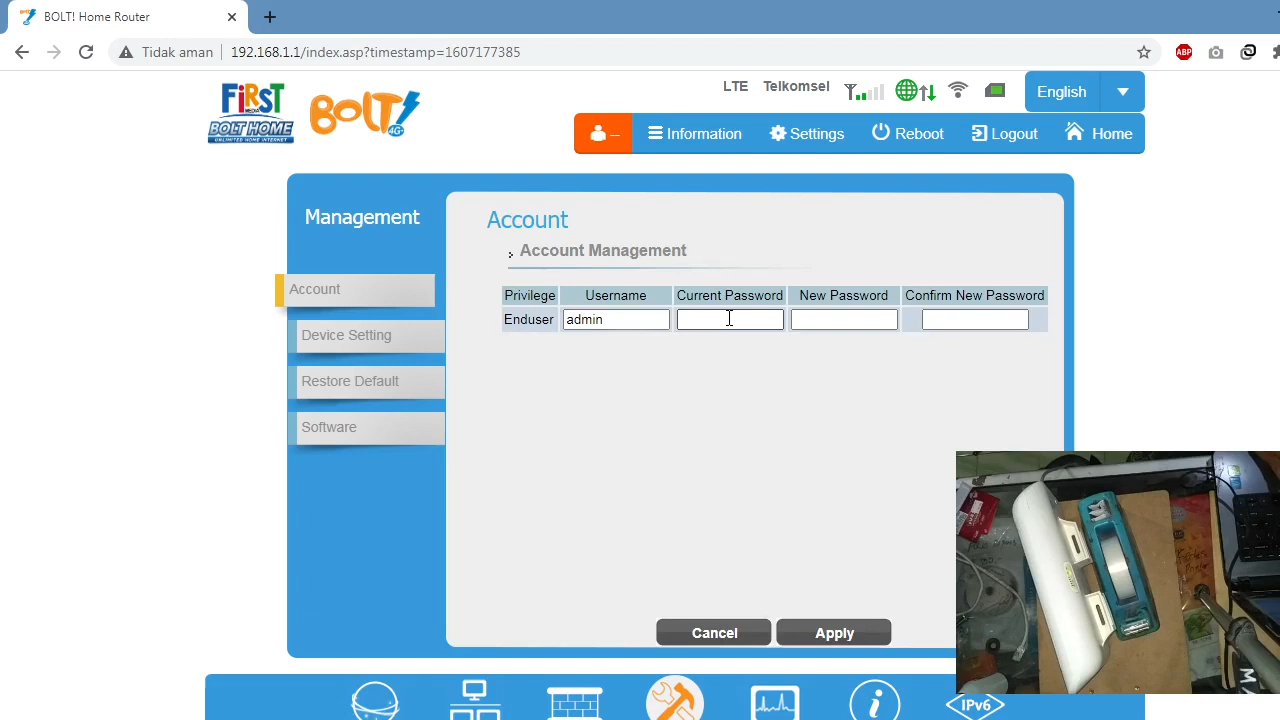 BOLT! Home Router
Tidak aman
192.168.1.1/index.asp?timestamp=1607177385
ABP
FiRST
MEDIA
BOLT HOME
UNLIMITED HOME INTERNET
BOLT!
4G+
LTE Telkomsel
English
-- Information Settings Reboot Logout Home
Management
Account
Device Setting
Restore Default
Software
Account
Account Management
Privilege Username Current Password New Password Confirm New Password
Enduser admin
Cancel Apply
IPv6